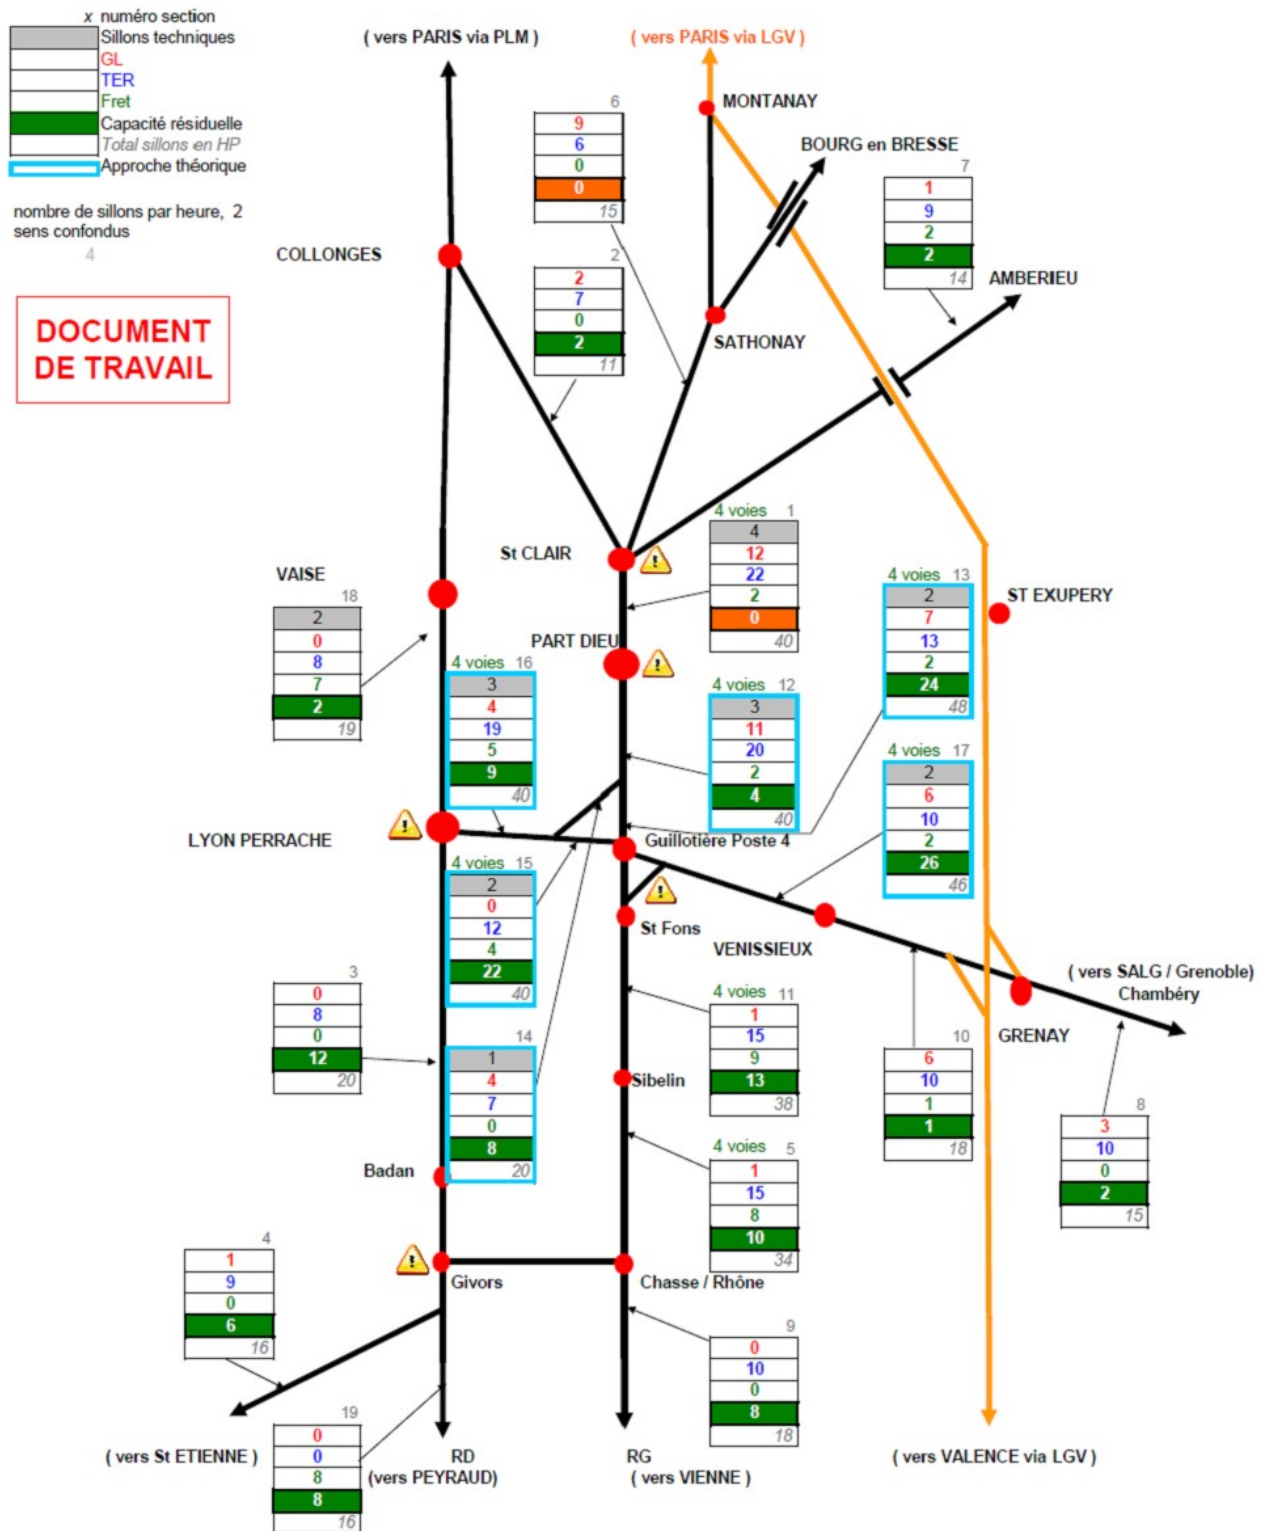 x numéro section
Sillons techniques
GL
TER
Fret
Capacité résiduelle
Total sillons en HP
Approche théorique
nombre de sillons par heure, 2
sens confondus
4
DOCUMENT
DE TRAVAIL
( vers PARIS via PLM )
( vers PARIS via LGV )
MONTANAY
BOURG en BRESSE
6
9
6
0
0
15
7
1
9
2
2
14
COLLONGES
2
2
7
0
2
11
AMBERIEU
SATHONAY
4 voies 1
4
12
22
2
0
40
St CLAIR
VAISE
18
2
0
8
7
2
19
PART DIEU
4 voies 13
2
7
13
2
24
48
ST EXUPERY
4 voies 16
3
4
19
5
9
40
4 voies 12
3
11
20
2
4
40
4 voies 17
2
6
10
2
26
46
LYON PERRACHE
Guillotière Poste 4
4 voies 15
2
0
12
4
22
40
St Fons
VENISSIEUX
( vers SALG / Grenoble)
Chambéry
GRENAY
3
0
8
0
12
20
4 voies 11
1
15
9
13
38
14
1
4
7
0
8
20
10
6
10
1
1
18
8
3
10
0
2
15
Sibelin
Badan
4 voies 5
1
15
8
10
34
4
1
9
0
6
16
Givors
Chasse / Rhône
9
0
10
0
8
18
19
0
0
8
8
16
( vers St ETIENNE )
RD
(vers PEYRAUD)
RG
( vers VIENNE )
( vers VALENCE via LGV )